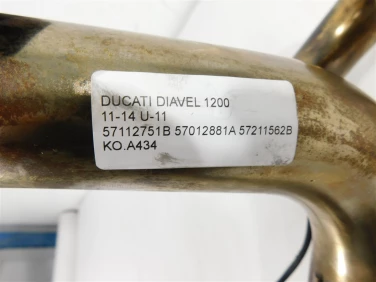 DUCATI DIAVEL 1200
11-14 U-11
57112751B 57012881A 57211562B
KO.A434